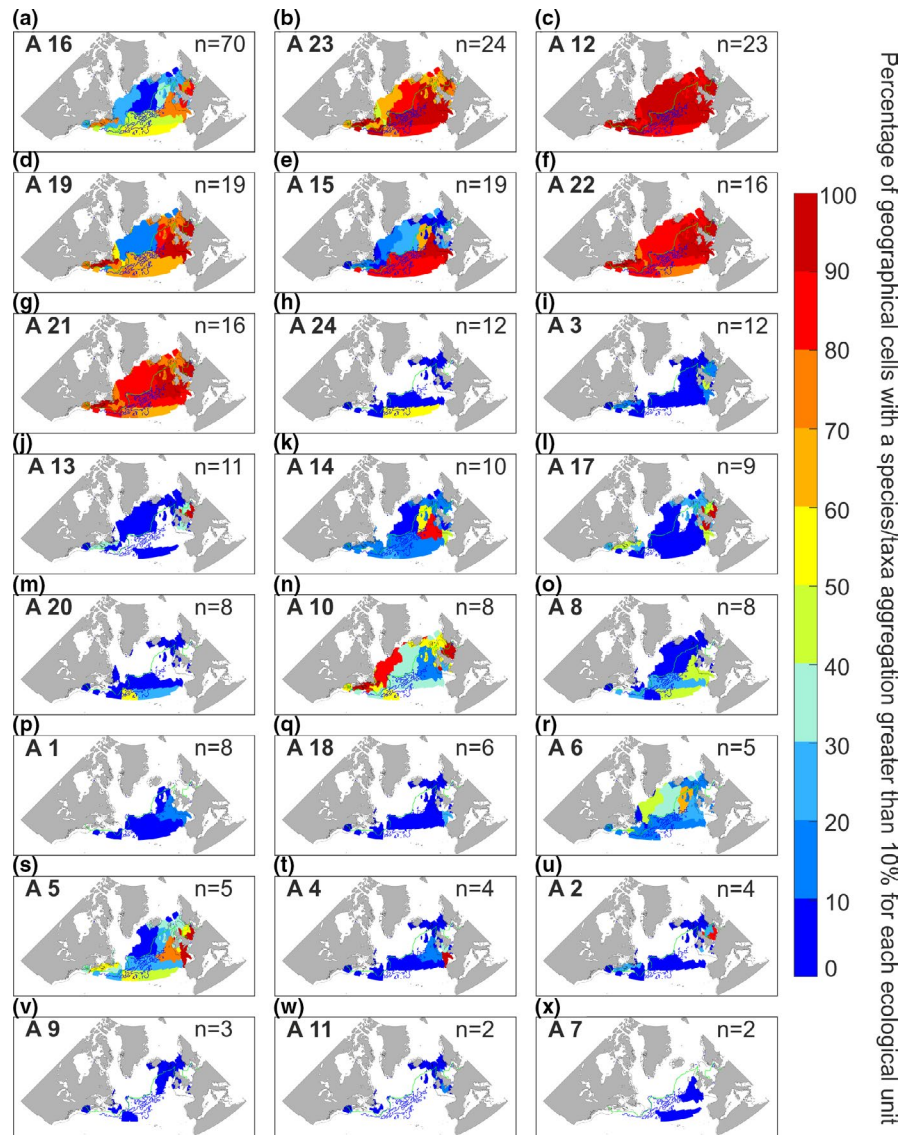 (a) (b) (c)
A 16 n=70 A 23 n=24 A 12 n=23
(d) (e) (f)
A 19 n=19 A 15 n=19 A 22 n=16
(g) (h) (i)
A 21 n=16 A 24 n=12 A 3 n=12
(j) (k) (l)
A 13 n=11 A 14 n=10 A 17 n=9
(m) (n) (o)
A 20 n=8 A 10 n=8 A 8 n=8
(p) (q) (r)
A 1 n=8 A 18 n=6 A 6 n=5
(s) (t) (u)
A 5 n=5 A 4 n=4 A 2 n=4
(v) (w) (x)
A 9 n=3 A 11 n=2 A 7 n=2
100
90
80
70
60
50
40
30
20
10
0
Percentage of geographical cells with a species/taxa aggregation greater than 10% for each ecological unit